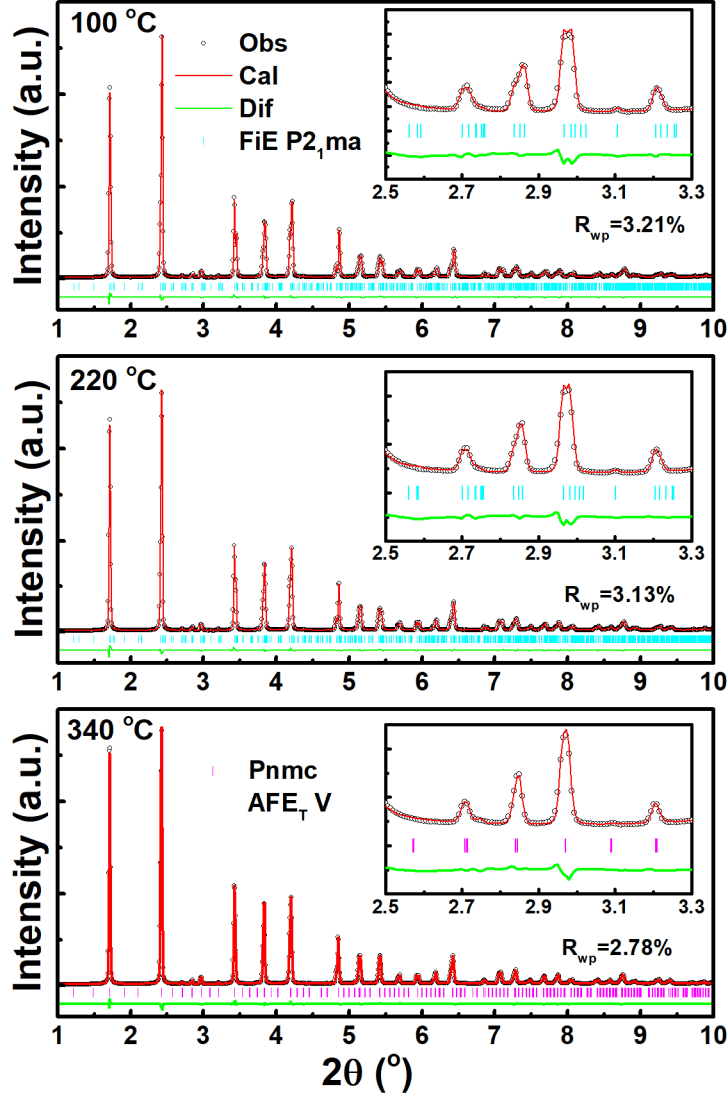 100 °C
Obs
Cal
Dif
FiE P2₁ma
2.5 2.7 2.9 3.1 3.3
R_wp=3.21%
Intensity (a.u.)
1 2 3 4 5 6 7 8 9 10
220 °C
2.5 2.7 2.9 3.1 3.3
R_wp=3.13%
Intensity (a.u.)
1 2 3 4 5 6 7 8 9 10
340 °C
Pnmc
AFE_T V
2.5 2.7 2.9 3.1 3.3
R_wp=2.78%
Intensity (a.u.)
1 2 3 4 5 6 7 8 9 10
2θ (°)